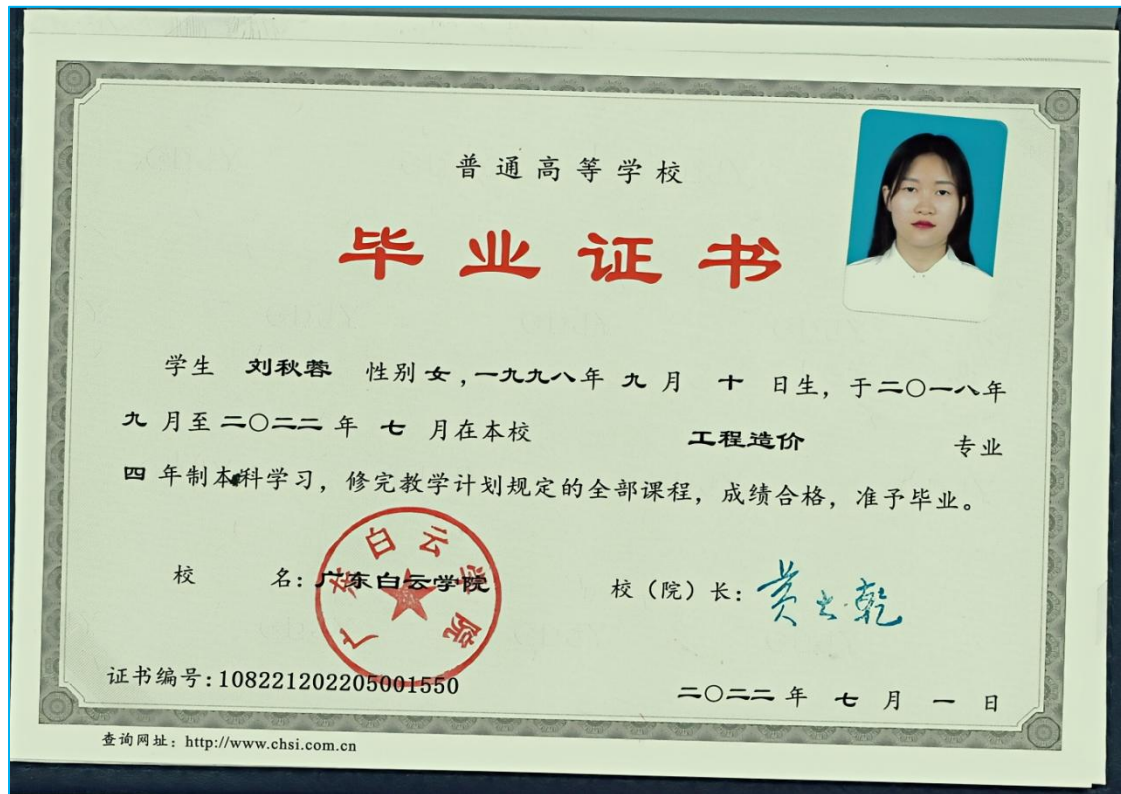 普通高等学校
毕业证书
学生 刘秋蓉 性别 女，一九九八年 九 月 十 日生，于二〇一八年
九 月至 二〇二二 年 七 月在本校 工程造价 专业
四 年制本科学习，修完教学计划规定的全部课程，成绩合格，准予毕业。
校 名：广东白云学院
广东白云学院
校（院）长：
证书编号：108221202205001550
二〇二二 年 七 月 一 日
查询网址：http://www.chsi.com.cn